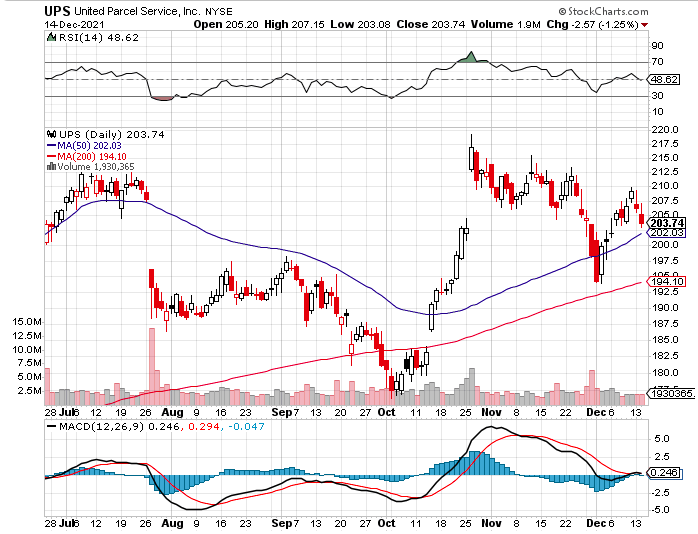 UPS United Parcel Service, Inc. NYSE © StockCharts.com
14-Dec-2021 Open 205.20 High 207.15 Low 203.08 Close 203.74 Volume 1.9M Chg -2.57 (-1.25%)
RSI(14) 48.62
90
70
50
48.62
30
10
UPS (Daily) 203.74
MA(50) 202.03
MA(200) 194.10
Volume 1,930,365
220.0
217.5
215.0
212.5
210.0
207.5
205.0
203.74
202.03
200.0
197.5
195.0
194.10
192.5
190.0
187.5
185.0
182.5
180.0
177.5
1930365
15.0M
12.5M
10.0M
7.5M
5.0M
2.5M
28 Jul 6 12 19 26 Aug 9 16 23 Sep 7 13 20 27 Oct 11 18 25 Nov 8 15 22 Dec 6 13
MACD(12,26,9) 0.246, 0.294, -0.047
5.0
2.5
0.246
-2.5
-5.0
28 Jul 6 12 19 26 Aug 9 16 23 Sep 7 13 20 27 Oct 11 18 25 Nov 8 15 22 Dec 6 13